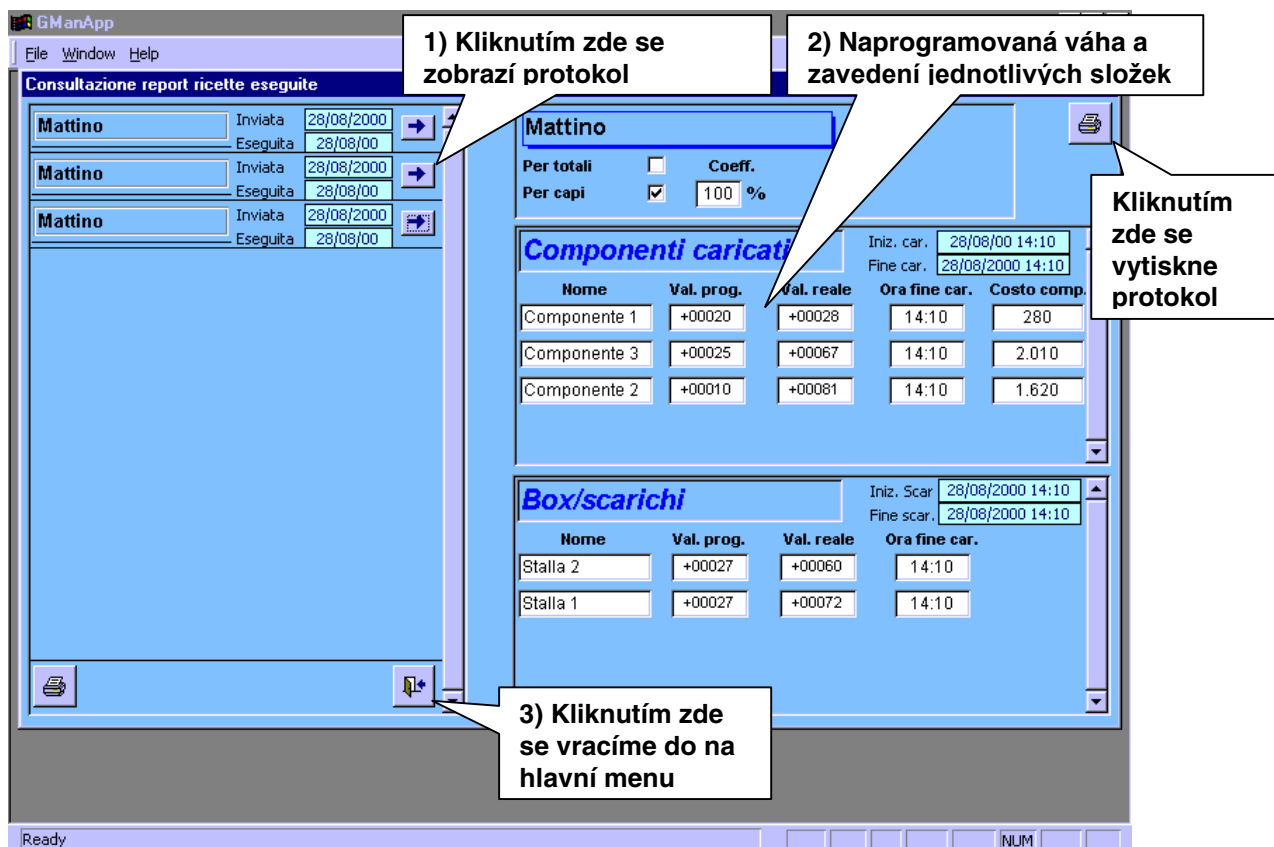 GManApp
File Window Help
Consultazione report ricette eseguite
1) Kliknutím zde se
zobrazí protokol
2) Naprogramovaná váha a
zavedení jednotlivých složek
Mattino Inviata 28/08/2000
Eseguita 28/08/00
Mattino Inviata 28/08/2000
Eseguita 28/08/00
Mattino Inviata 28/08/2000
Eseguita 28/08/00
Mattino
Per totali Coeff.
Per capi 100 %
Kliknutím
zde se
vytiskne
protokol
Componenti caricati Iniz. car. 28/08/00 14:10
Fine car. 28/08/2000 14:10
Nome Val. prog. Val. reale Ora fine car. Costo comp.
Componente 1 +00020 +00028 14:10 280
Componente 3 +00025 +00067 14:10 2.010
Componente 2 +00010 +00081 14:10 1.620
Box/scarichi Iniz. Scar 28/08/2000 14:10
Fine scar. 28/08/2000 14:10
Nome Val. prog. Val. reale Ora fine car.
Stalla 2 +00027 +00060 14:10
Stalla 1 +00027 +00072 14:10
3) Kliknutím zde
se vracíme do na
hlavní menu
Ready NUM